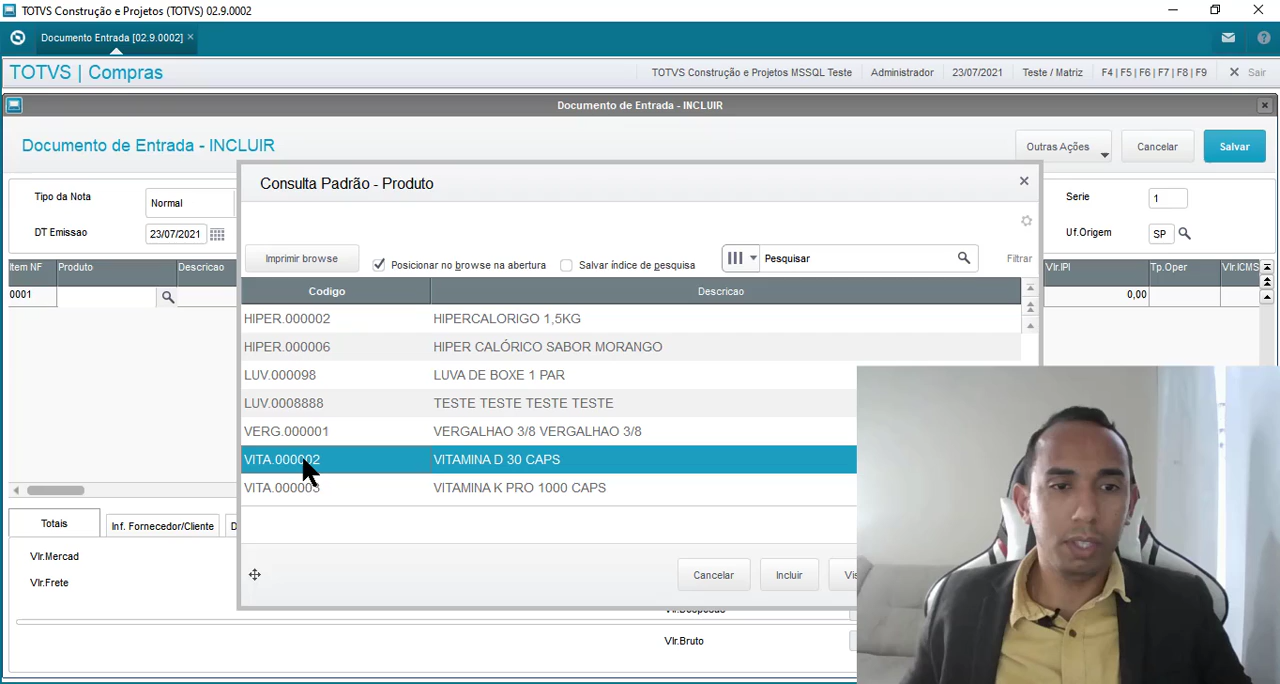 TOTVS Construção e Projetos (TOTVS) 02.9.0002
Documento Entrada [02.9.0002]
TOTVS | Compras
TOTVS Construção e Projetos MSSQL Teste
Administrador
23/07/2021
Teste / Matriz
F4 | F5 | F6 | F7 | F8 | F9
Sair
Documento de Entrada - INCLUIR
Documento de Entrada - INCLUIR
Outras Ações
Cancelar
Salvar
Tipo da Nota
Normal
Serie
1
DT Emissao
23/07/2021
Uf.Origem
SP
Item NF
Produto
Descricao
Vlr.IPI
Tp.Oper
Vlr.ICMS
0001
0,00
Consulta Padrão - Produto
Imprimir browse
Posicionar no browse na abertura
Salvar índice de pesquisa
Pesquisar
Filtrar
Codigo
Descricao
HIPER.000002
HIPERCALORIGO 1,5KG
HIPER.000006
HIPER CALÓRICO SABOR MORANGO
LUV.000098
LUVA DE BOXE 1 PAR
LUV.0008888
TESTE TESTE TESTE TESTE
VERG.000001
VERGALHAO 3/8 VERGALHAO 3/8
VITA.000002
VITAMINA D 30 CAPS
VITA.000003
VITAMINA K PRO 1000 CAPS
Cancelar
Incluir
Totais
Inf. Fornecedor/Cliente
Vlr.Mercad
Vlr.Frete
Vlr.Bruto